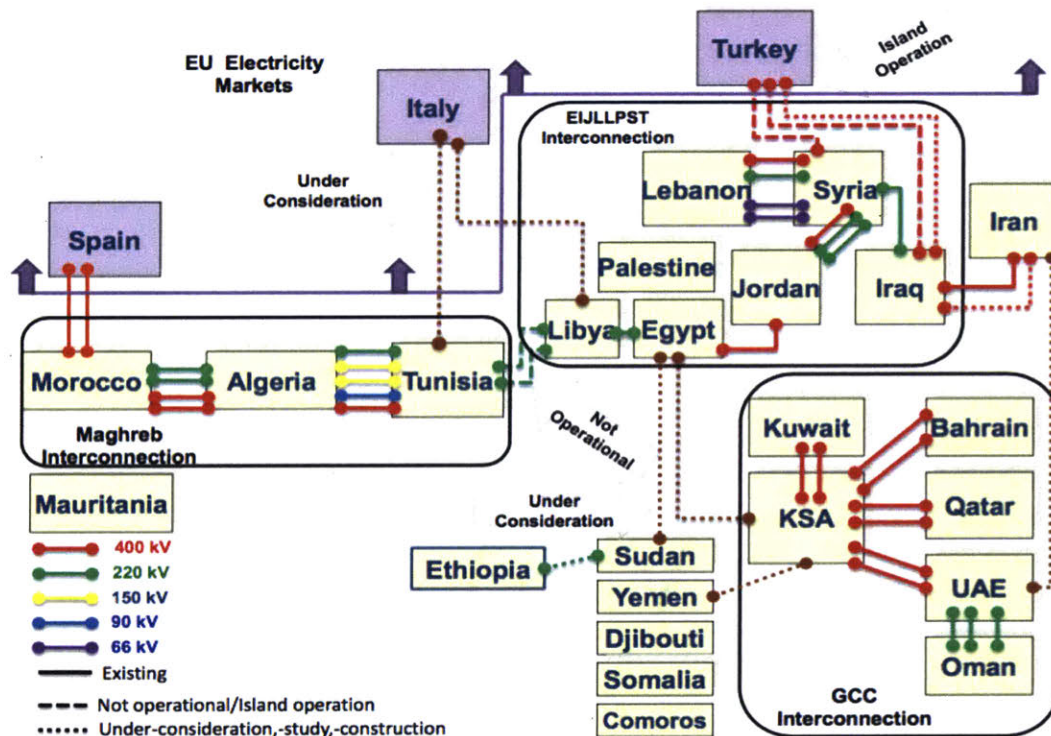 EU Electricity
Markets
Turkey
Island
Operation
Italy
EIJLLPST
Interconnection
Under
Consideration
Lebanon
Syria
Iran
Spain
Palestine
Jordan
Iraq
Libya
Egypt
Morocco
Algeria
Tunisia
Maghreb
Interconnection
Not
Operational
Kuwait
Bahrain
Mauritania
KSA
Qatar
Under
Consideration
400 kV
220 kV
150 kV
90 kV
66 kV
Existing
Not operational/Island operation
Under-consideration,-study,-construction
Ethiopia
Sudan
Yemen
Djibouti
Somalia
Comoros
UAE
Oman
GCC
Interconnection